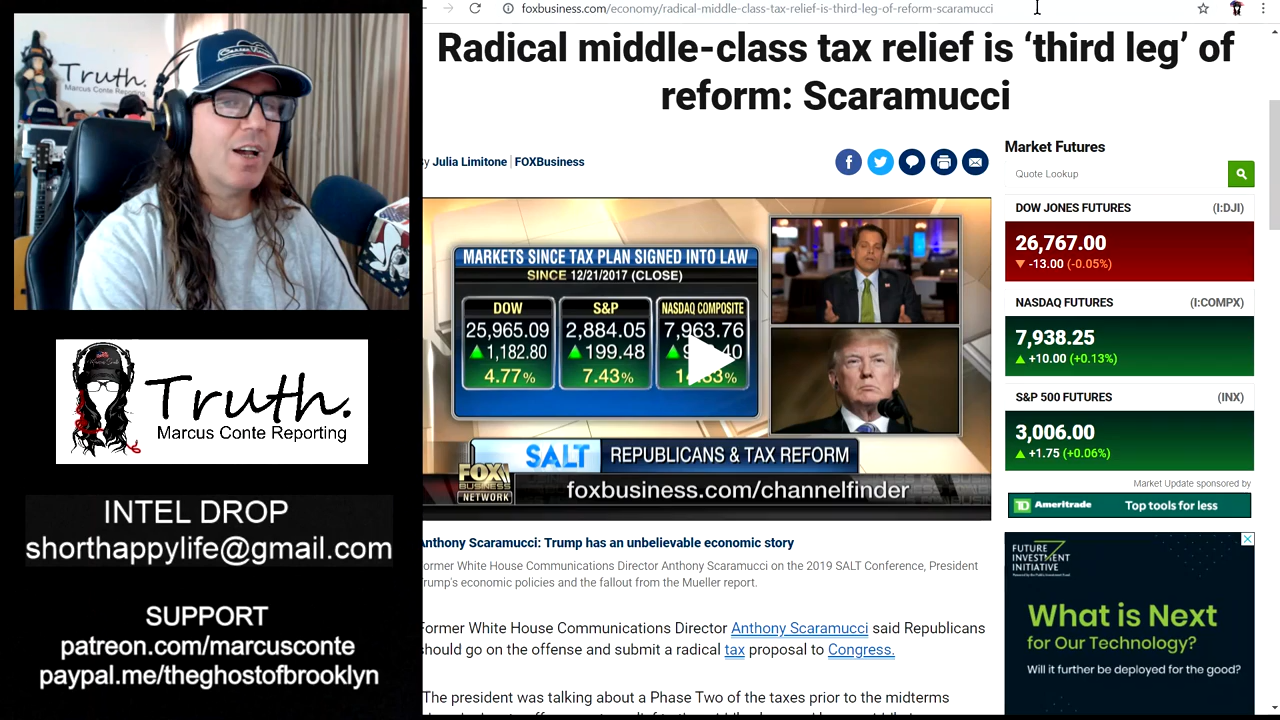 foxbusiness.com/economy/radical-middle-class-tax-relief-is-third-leg-of-reform-scaramucci
Truth.
Marcus Conte Reporting
Radical middle-class tax relief is ‘third leg’ of
reform: Scaramucci
y Julia Limitone | FOXBusiness
MARKETS SINCE TAX PLAN SIGNED INTO LAW
SINCE 12/21/2017 (CLOSE)
DOW
25,965.09
1,182.80
4.77%
S&P
2,884.05
199.48
7.43%
NASDAQ COMPOSITE
7,963.76
SALT
REPUBLICANS & TAX REFORM
FOX
BUSINESS
NETWORK
foxbusiness.com/channelfinder
Anthony Scaramucci: Trump has an unbelievable economic story
ormer White House Communications Director Anthony Scaramucci on the 2019 SALT Conference, President
rump's economic policies and the fallout from the Mueller report.
Former White House Communications Director Anthony Scaramucci said Republicans
should go on the offense and submit a radical tax proposal to Congress.
“The president was talking about a Phase Two of the taxes prior to the midterms
Market Futures
Quote Lookup
DOW JONES FUTURES (I:DJI)
26,767.00
-13.00 (-0.05%)
NASDAQ FUTURES (I:COMPX)
7,938.25
+10.00 (+0.13%)
S&P 500 FUTURES (INX)
3,006.00
+1.75 (+0.06%)
Market Update sponsored by
TD Ameritrade Top tools for less
FUTURE
INVESTMENT
INITIATIVE
What is Next
for Our Technology?
Will it further be deployed for the good?
Truth.
Marcus Conte Reporting
INTEL DROP
shorthappylife@gmail.com
SUPPORT
patreon.com/marcusconte
paypal.me/theghostofbrooklyn